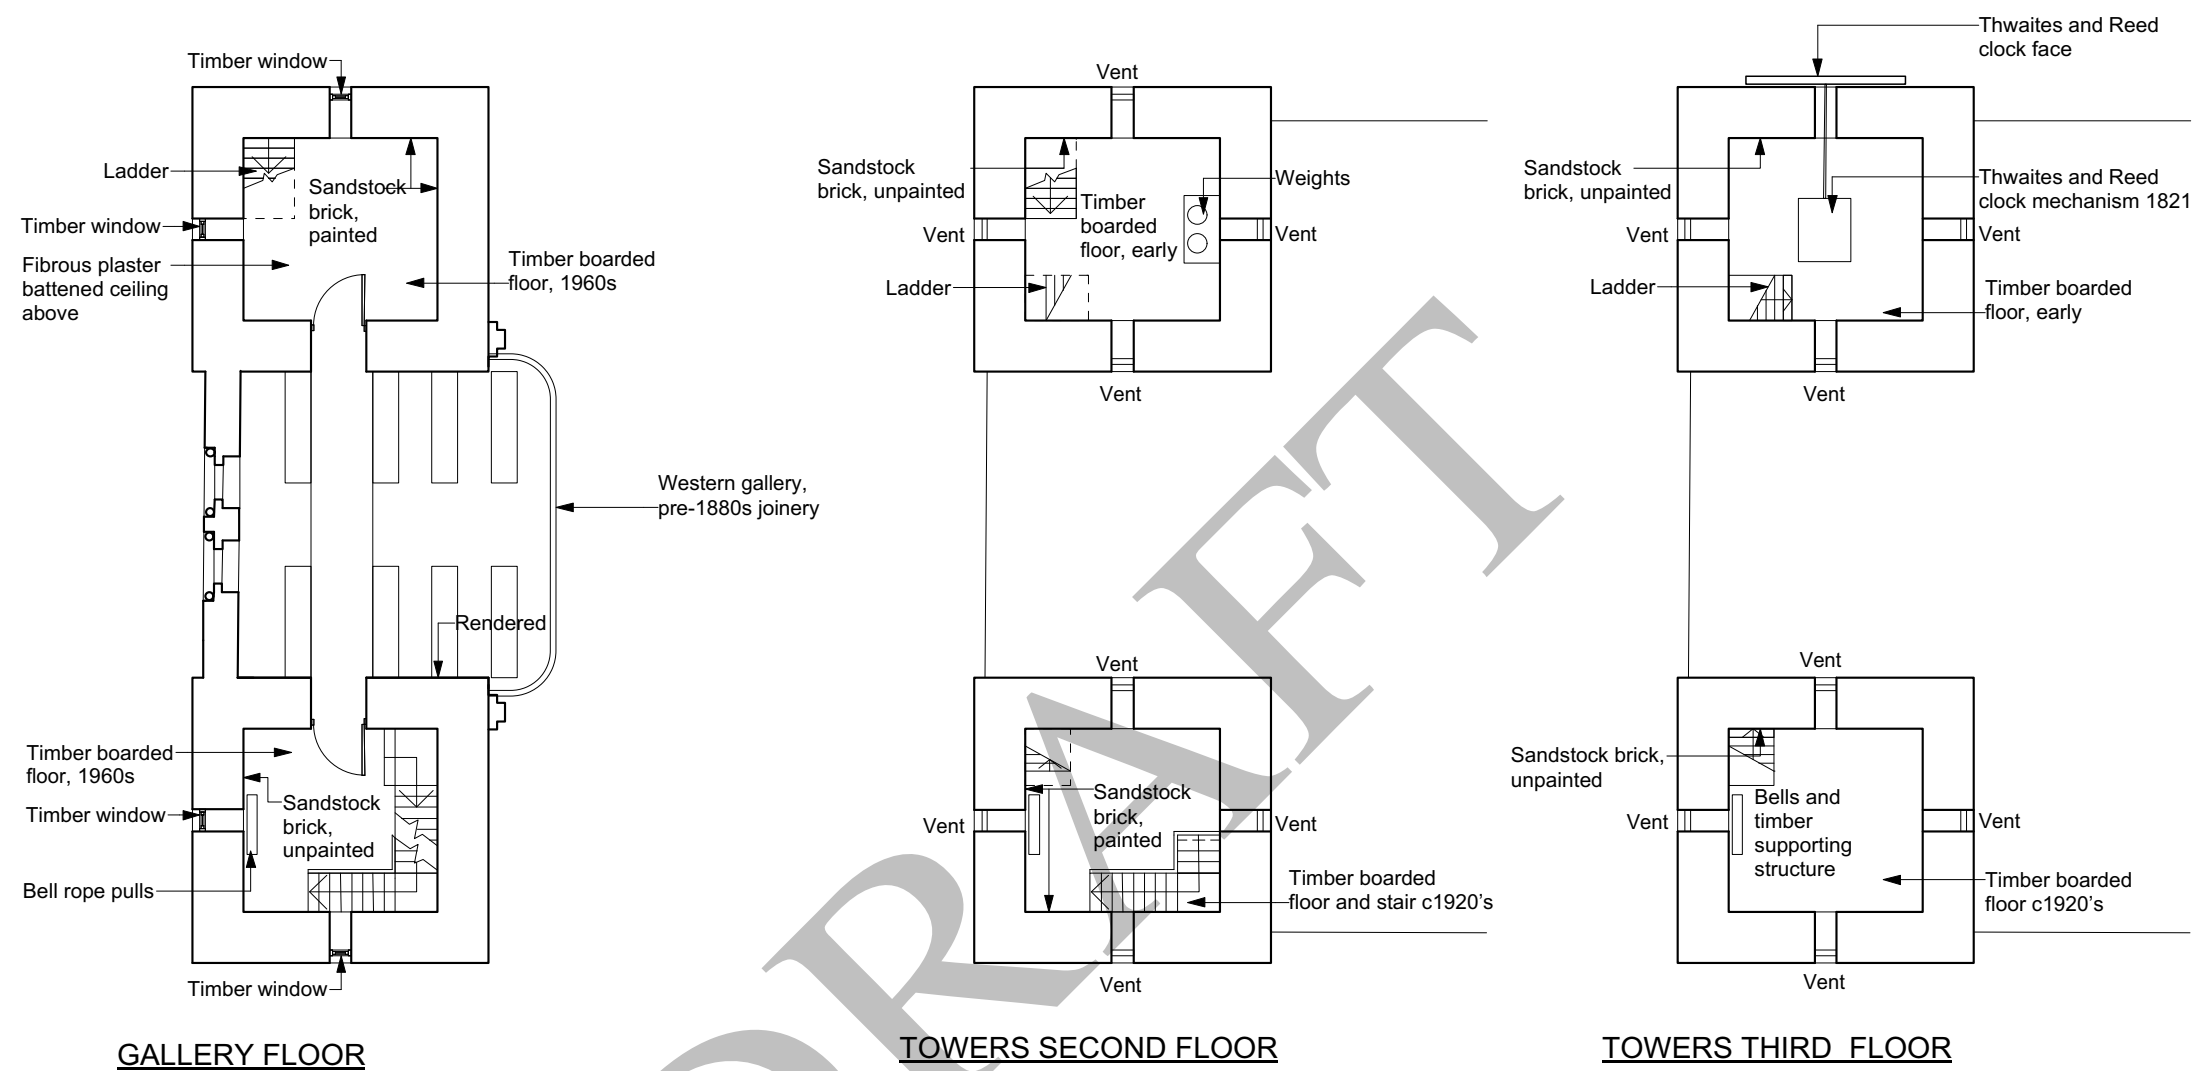 Timber window
Ladder
Sandstock
brick,
painted
Timber window
Fibrous plaster
battened ceiling
above
Timber boarded
floor, 1960s
Western gallery,
pre-1880s joinery
Rendered
Timber boarded
floor, 1960s
Timber window
Sandstock
brick,
unpainted
Bell rope pulls
Timber window
GALLERY FLOOR
Vent
Sandstock
brick, unpainted
Weights
Timber
boarded
floor, early
Vent
Vent
Ladder
Vent
Vent
Sandstock
brick,
painted
Vent
Vent
Timber boarded
floor and stair c1920's
Vent
TOWERS SECOND FLOOR
Thwaites and Reed
clock face
Sandstock
brick, unpainted
Thwaites and Reed
clock mechanism 1821
Vent
Vent
Ladder
Timber boarded
floor, early
Vent
Vent
Sandstock brick,
unpainted
Bells and
timber
supporting
structure
Vent
Vent
Timber boarded
floor c1920's
Vent
TOWERS THIRD FLOOR
DRAFT